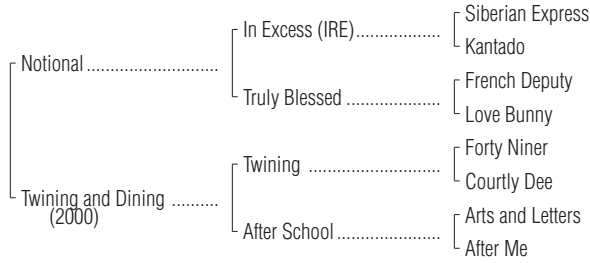 Siberian Express
In Excess (IRE)....................
Kantado
Notional ............................
French Deputy
Truly Blessed ......................
Love Bunny
Forty Niner
Twining ............................
Courtly Dee
Twining and Dining ..........
(2000)
Arts and Letters
After School......................
After Me